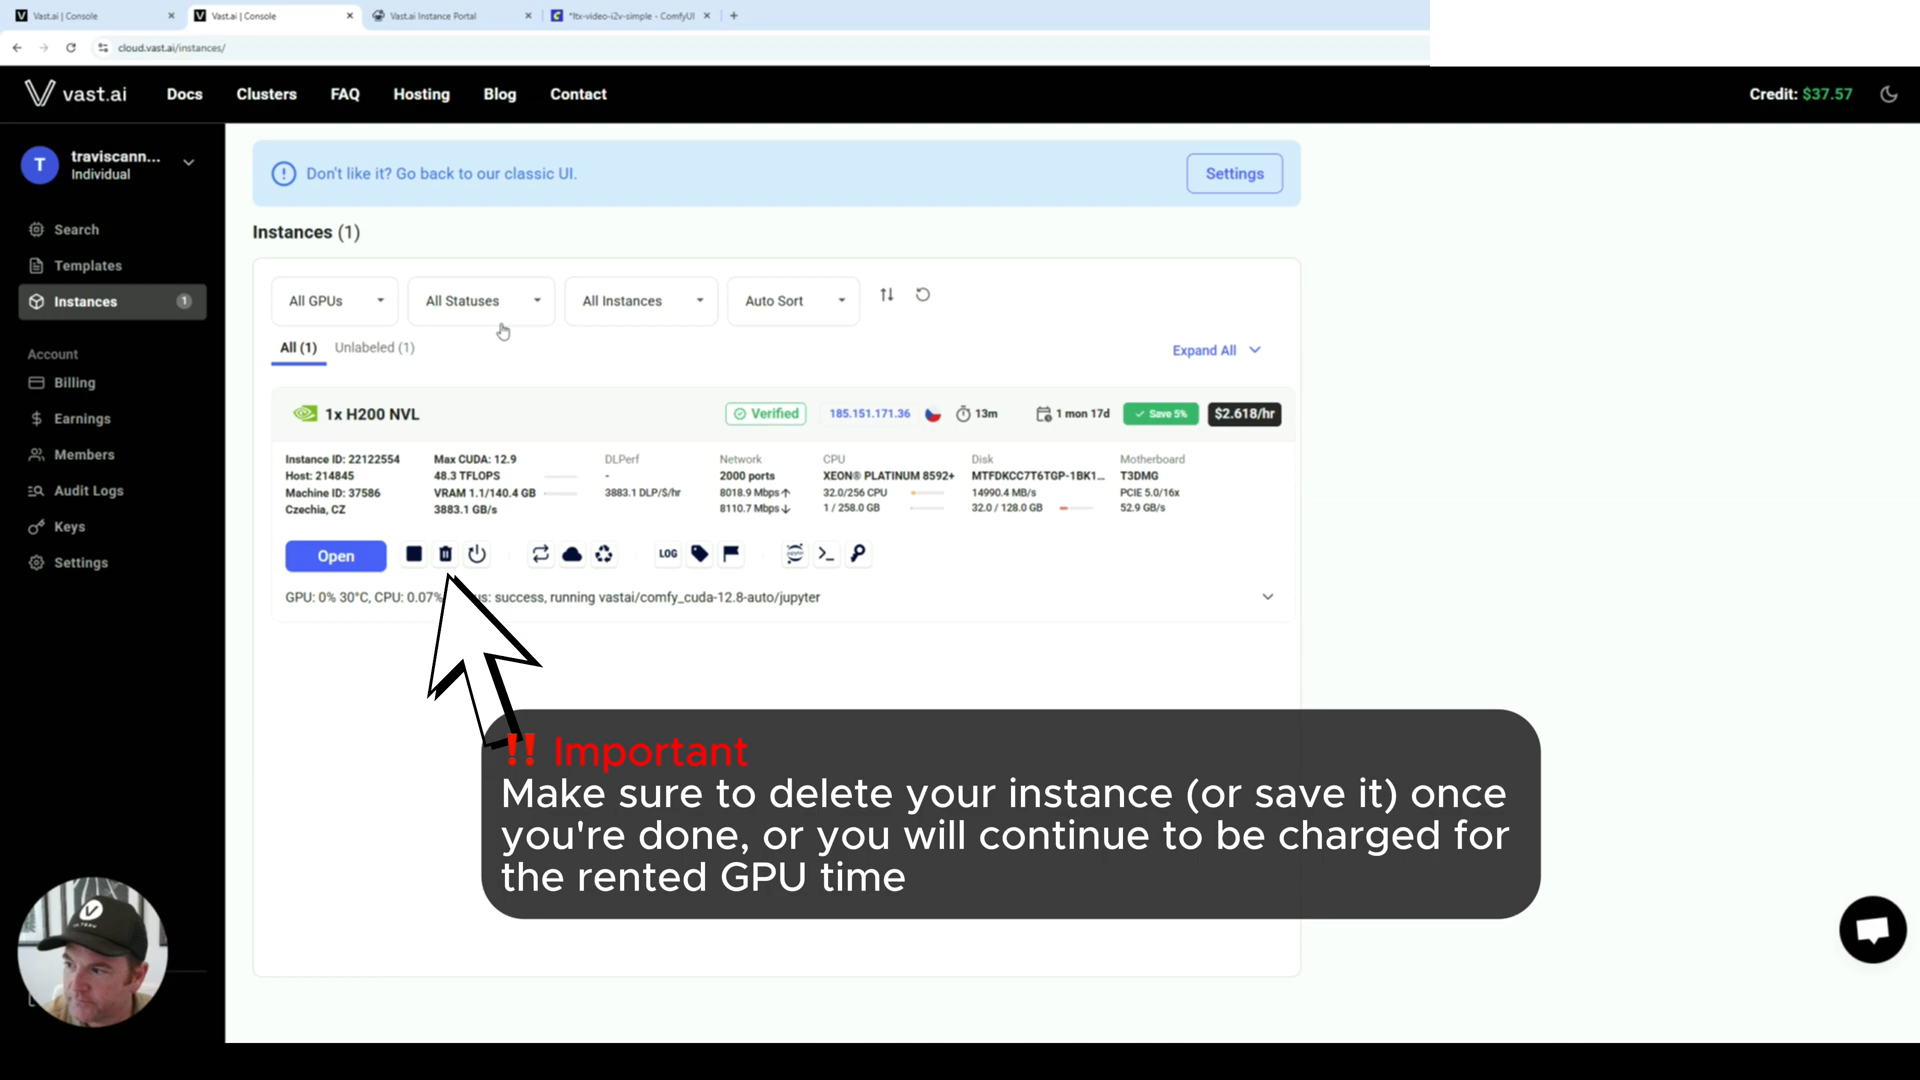 Vast.ai | Console
Vast.ai | Console
Vast.ai Instance Portal
*ltx-video-i2v-simple - ComfyUI
cloud.vast.ai/instances/
vast.ai
Docs
Clusters
FAQ
Hosting
Blog
Contact
Credit: $37.57
T
traviscann...
Individual
Search
Templates
Instances
1
Account
Billing
Earnings
Members
Audit Logs
Keys
Settings
Don't like it? Go back to our classic UI.
Settings
Instances (1)
All GPUs
All Statuses
All Instances
Auto Sort
All (1)
Unlabeled (1)
Expand All
1x H200 NVL
Verified
185.151.171.36
13m
1 mon 17d
Save 5%
$2.618/hr
Instance ID: 22122554
Host: 214845
Machine ID: 37586
Czechia, CZ
Max CUDA: 12.9
48.3 TFLOPS
VRAM 1.1/140.4 GB
3883.1 GB/s
DLPerf
-
3883.1 DLP/$/hr
Network
2000 ports
8018.9 Mbps↑
8110.7 Mbps↓
CPU
XEON® PLATINUM 8592+
32.0/256 CPU
1 / 258.0 GB
Disk
MTFDKCC7T6TGP-1BK1...
14990.4 MB/s
32.0 / 128.0 GB
Motherboard
T3DMG
PCIE 5.0/16x
52.9 GB/s
Open
LOG
GPU: 0% 30°C, CPU: 0.07% us: success, running vastai/comfy_cuda-12.8-auto/jupyter
‼ Important
Make sure to delete your instance (or save it) once
you're done, or you will continue to be charged for
the rented GPU time